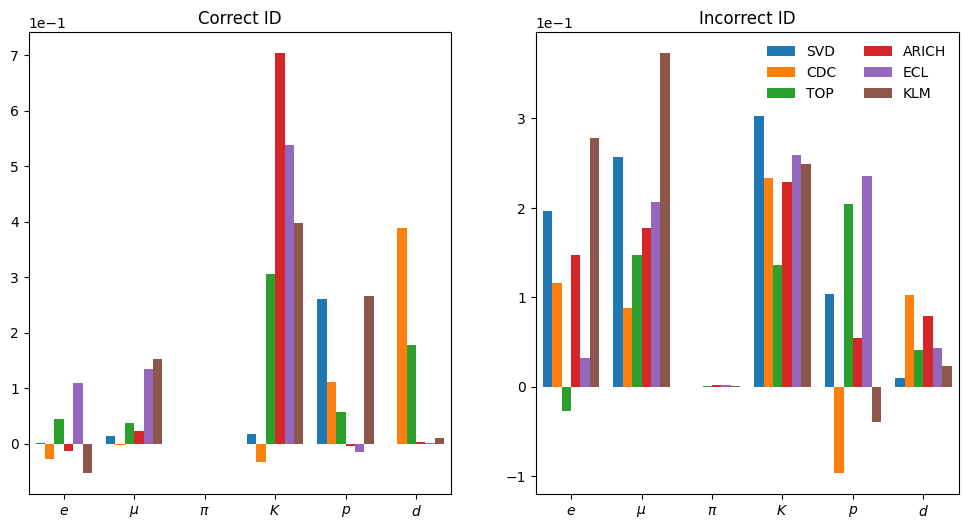 Correct ID
1e−1
7
6
5
4
3
2
1
0
e μ π K p d
Incorrect ID
1e−1
SVD ARICH
CDC ECL
TOP KLM
3
2
1
0
−1
e μ π K p d